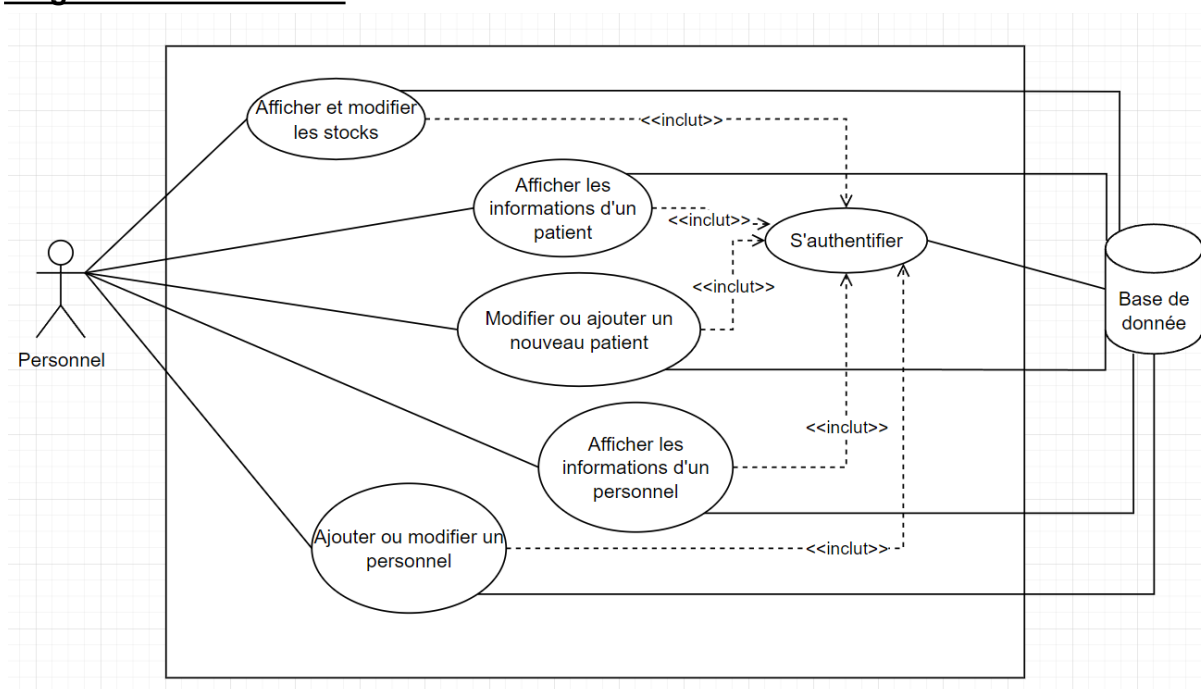 Afficher et modifier
les stocks
<<inclut>>
Afficher les
informations d'un
patient
<<inclut>>
S'authentifier
<<inclut>>
Modifier ou ajouter un
nouveau patient
Base de
donnée
Personnel
<<inclut>>
Afficher les
informations d'un
personnel
Ajouter ou modifier un
personnel
<<inclut>>